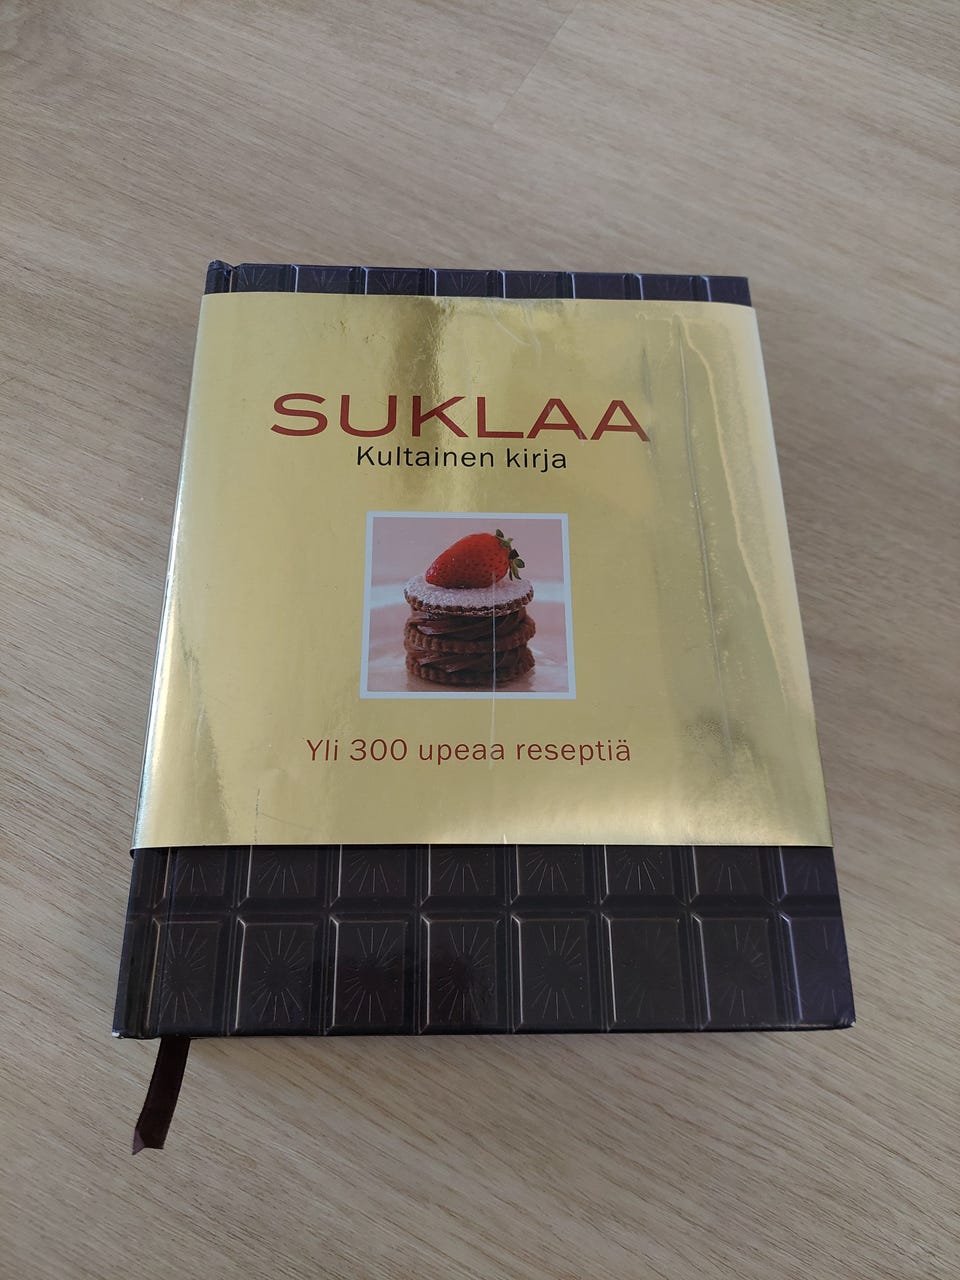 SUKLAA
Kultainen kirja
Yli 300 upeaa reseptiä